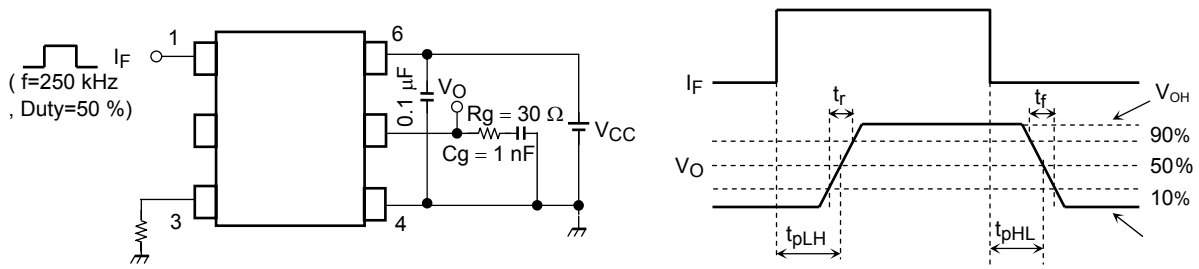 1
I_F
( f=250 kHz
, Duty=50 %)
3
6
0.1 μF
V_O
Rg = 30 Ω
Cg = 1 nF
V_CC
4
I_F
t_r
t_f
V_OH
90%
V_O
50%
10%
t_pLH
t_pHL